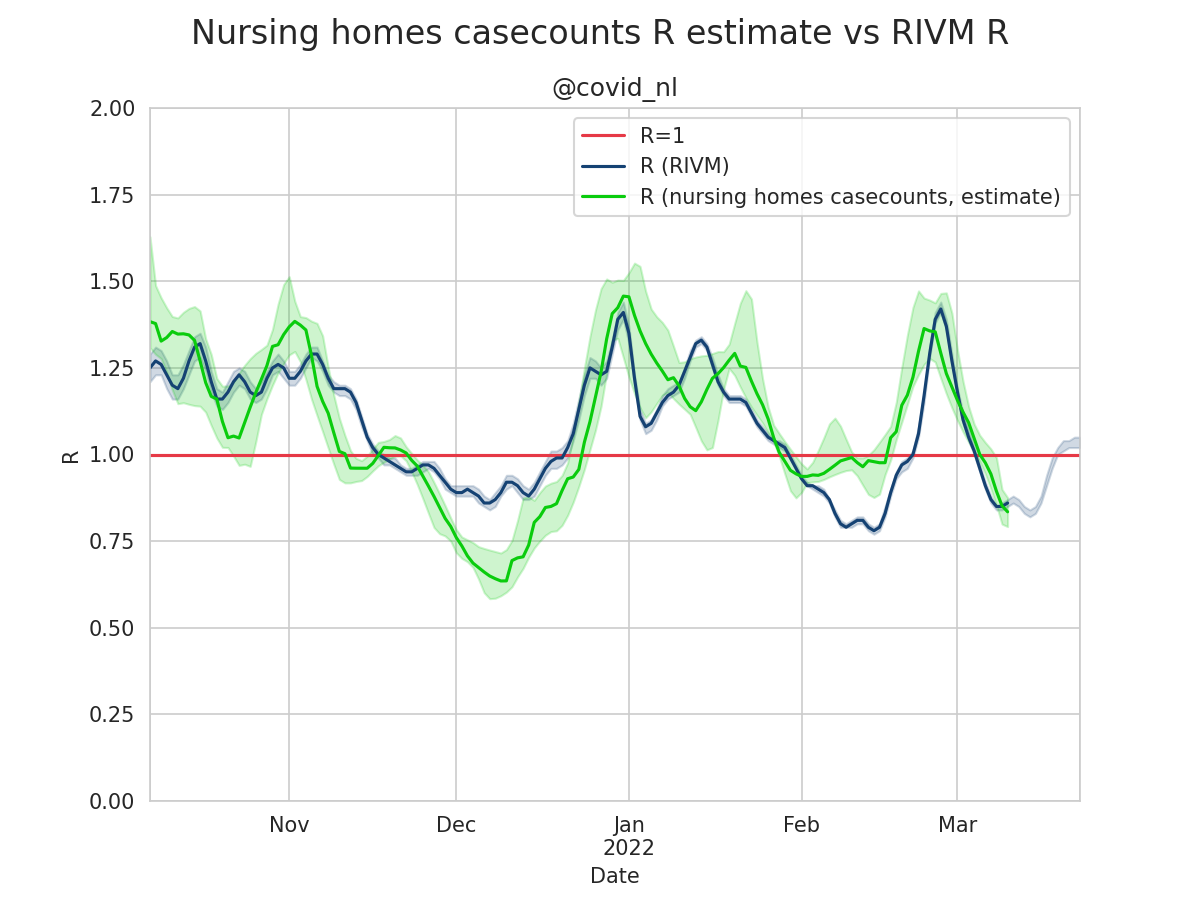 Nursing homes casecounts R estimate vs RIVM R
@covid_nl
R=1
R (RIVM)
R (nursing homes casecounts, estimate)
2.00
1.75
1.50
1.25
1.00
0.75
0.50
0.25
0.00
R
Nov Dec Jan Feb Mar
2022
Date